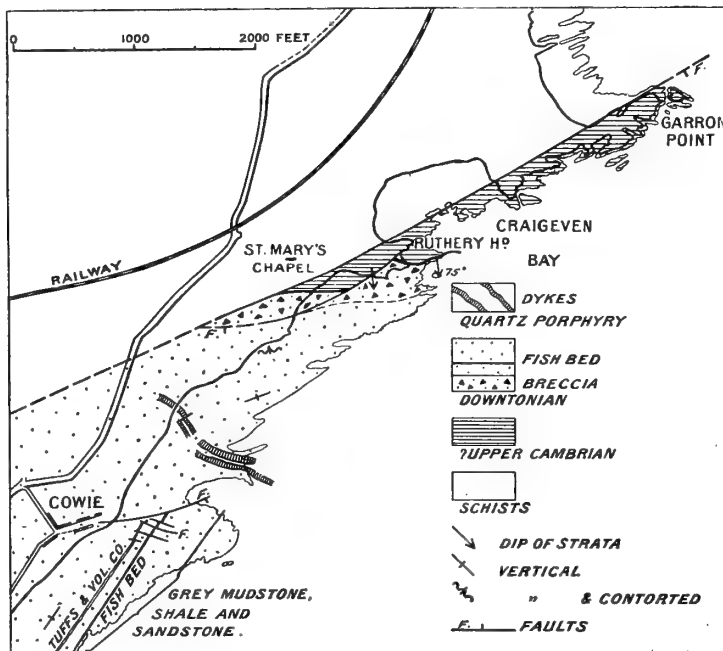 0 1000 2000 FEET
F.
GARRON
POINT
CRAIGEVEN
BAY
RUTHERY HD
75°
ST. MARY'S
CHAPEL
RAILWAY
F.
COWIE
F.
F.
TUFFS & VOL. CO.
FISH BED
GREY MUDSTONE,
SHALE AND
SANDSTONE.
DYKES
QUARTZ PORPHYRY
FISH BED
BRECCIA
DOWNTONIAN
?UPPER CAMBRIAN
SCHISTS
DIP OF STRATA
VERTICAL
" & CONTORTED
F. FAULTS